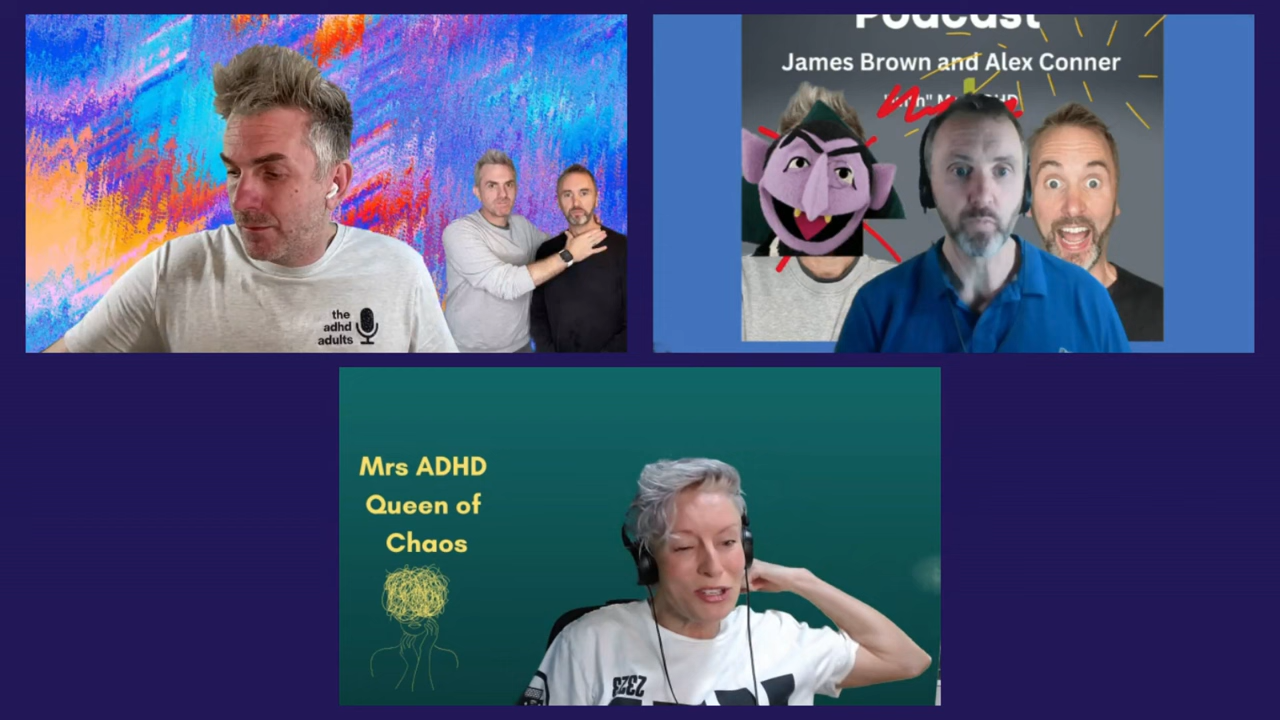 the
adhd
adults
Podcast
James Brown and Alex Conner
Mrs ADHD
Queen of
Chaos